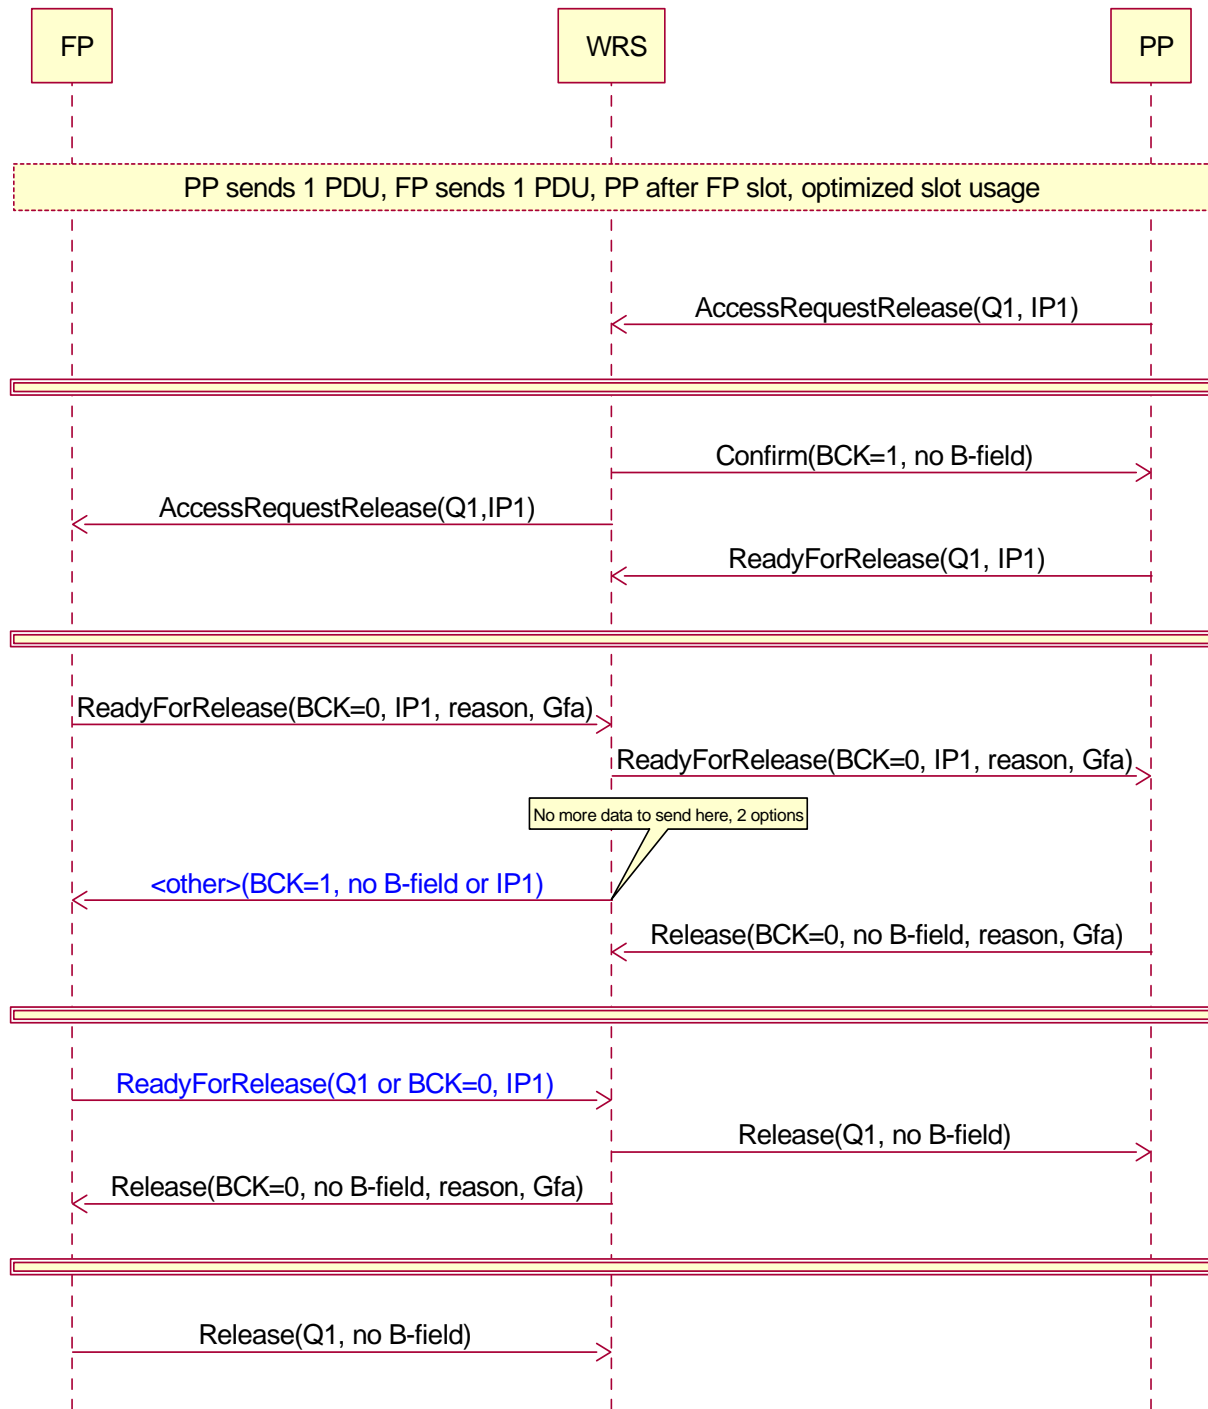 FP
WRS
PP
PP sends 1 PDU, FP sends 1 PDU, PP after FP slot, optimized slot usage
AccessRequestRelease(Q1, IP1)
Confirm(BCK=1, no B-field)
AccessRequestRelease(Q1,IP1)
ReadyForRelease(Q1, IP1)
ReadyForRelease(BCK=0, IP1, reason, Gfa)
ReadyForRelease(BCK=0, IP1, reason, Gfa)
No more data to send here, 2 options
<other>(BCK=1, no B-field or IP1)
Release(BCK=0, no B-field, reason, Gfa)
ReadyForRelease(Q1 or BCK=0, IP1)
Release(Q1, no B-field)
Release(BCK=0, no B-field, reason, Gfa)
Release(Q1, no B-field)